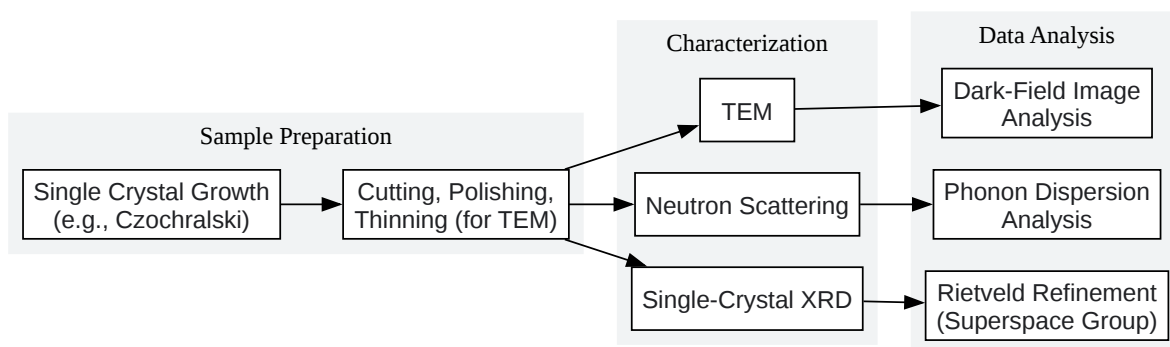 Sample Preparation
Single Crystal Growth
(e.g., Czochralski)
Cutting, Polishing,
Thinning (for TEM)
Characterization
TEM
Neutron Scattering
Single-Crystal XRD
Data Analysis
Dark-Field Image
Analysis
Phonon Dispersion
Analysis
Rietveld Refinement
(Superspace Group)